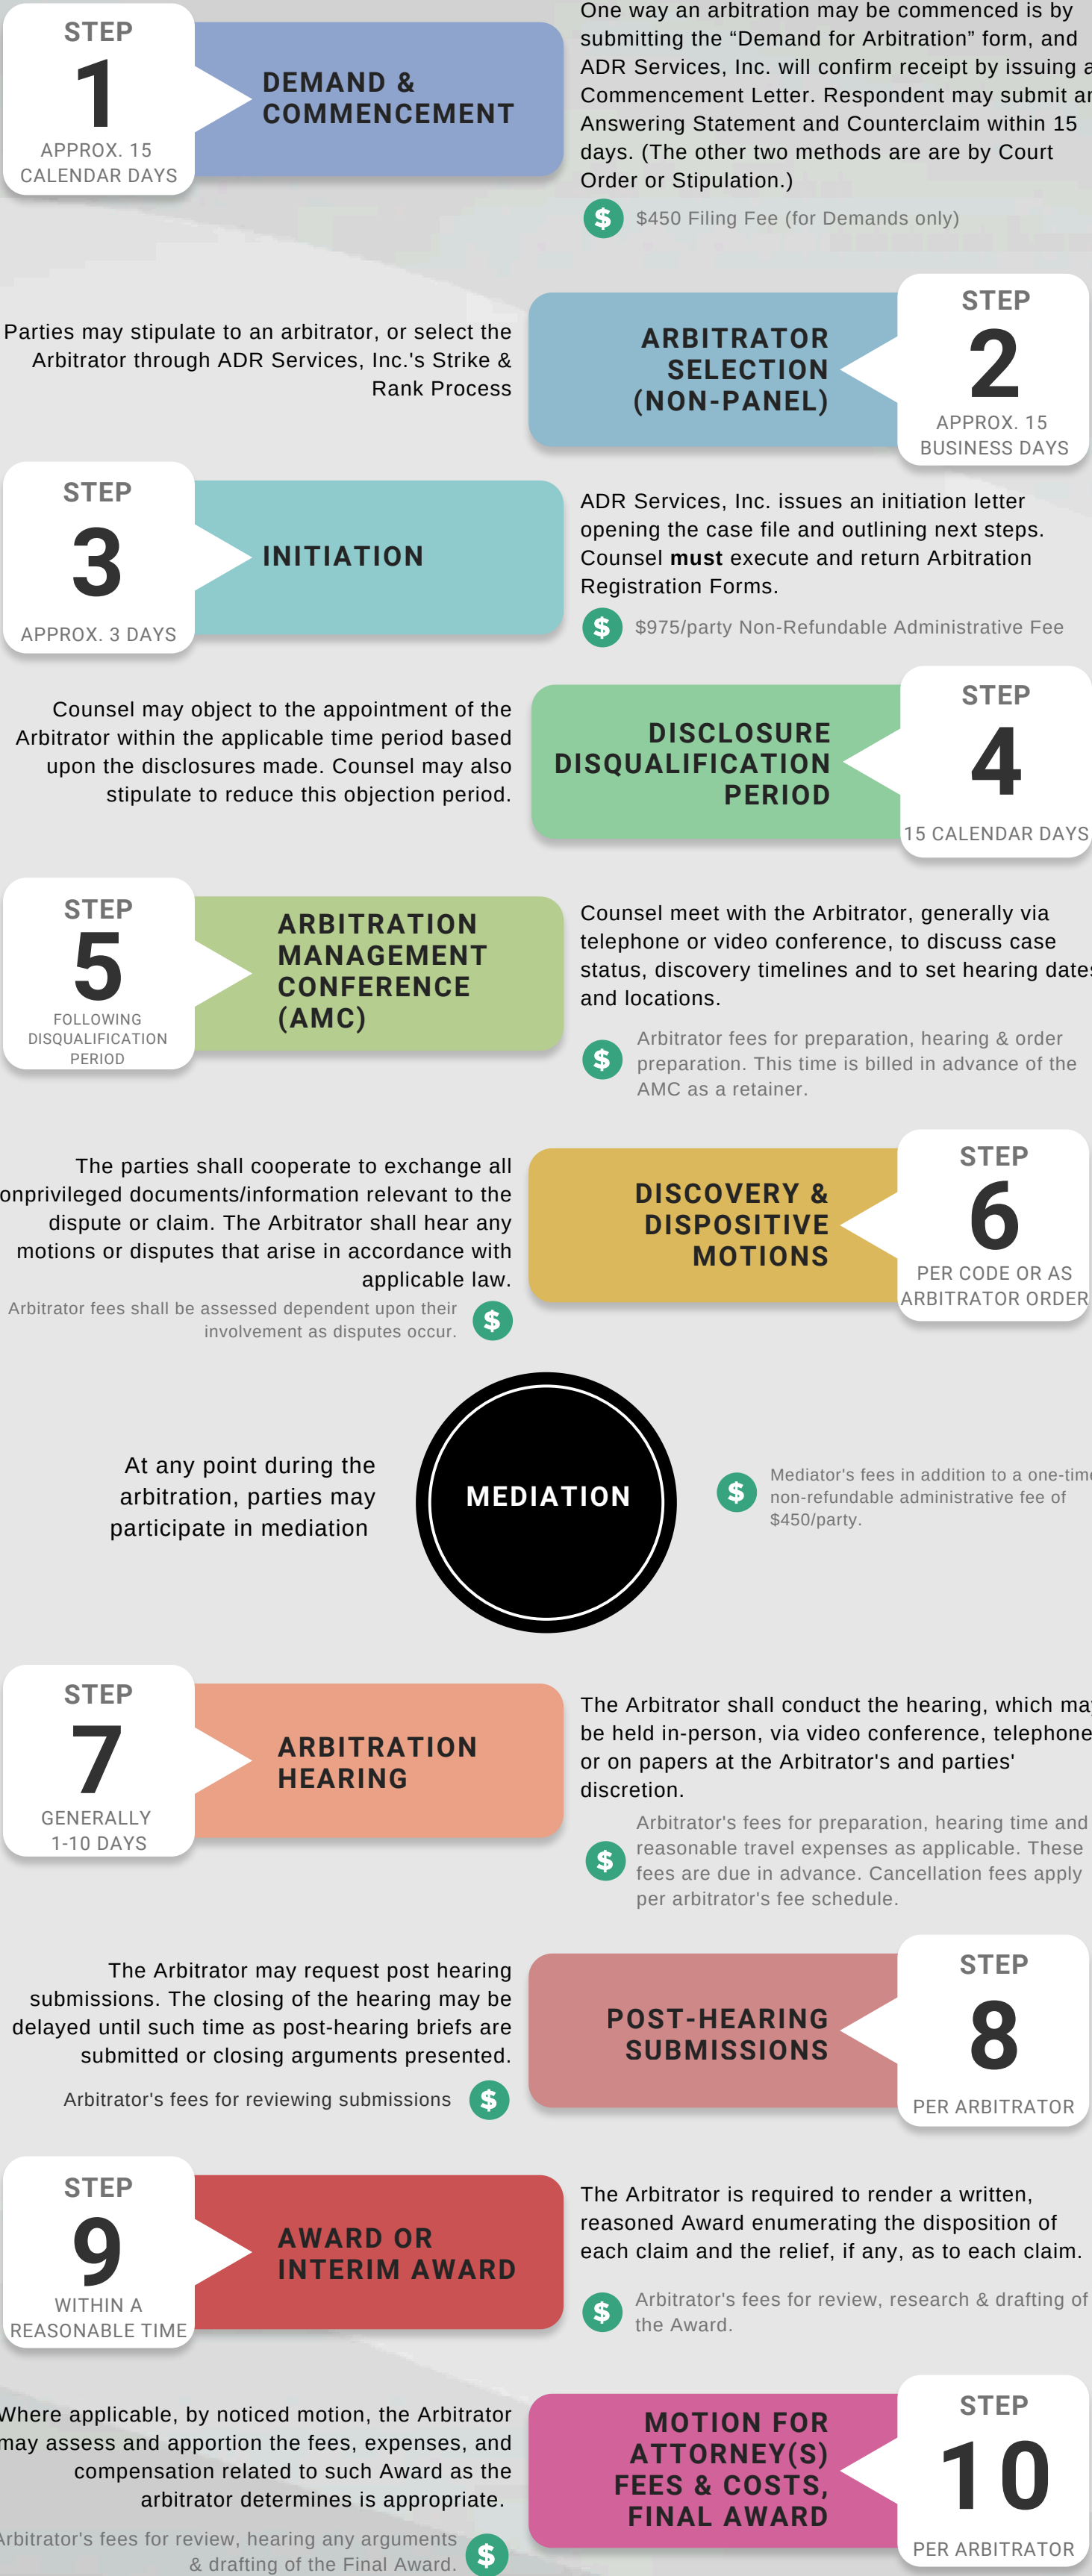 STEP
1
APPROX. 15
CALENDAR DAYS
DEMAND &
COMMENCEMENT
One way an arbitration may be commenced is by
submitting the “Demand for Arbitration” form, and
ADR Services, Inc. will confirm receipt by issuing a
Commencement Letter. Respondent may submit an
Answering Statement and Counterclaim within 15
days. (The other two methods are are by Court
Order or Stipulation.)
$ $450 Filing Fee (for Demands only)
Parties may stipulate to an arbitrator, or select the
Arbitrator through ADR Services, Inc.'s Strike &
Rank Process
ARBITRATOR
SELECTION
(NON-PANEL)
STEP
2
APPROX. 15
BUSINESS DAYS
STEP
3
APPROX. 3 DAYS
INITIATION
ADR Services, Inc. issues an initiation letter
opening the case file and outlining next steps.
Counsel must execute and return Arbitration
Registration Forms.
$ $975/party Non-Refundable Administrative Fee
Counsel may object to the appointment of the
Arbitrator within the applicable time period based
upon the disclosures made. Counsel may also
stipulate to reduce this objection period.
DISCLOSURE
DISQUALIFICATION
PERIOD
STEP
4
15 CALENDAR DAYS
STEP
5
FOLLOWING
DISQUALIFICATION
PERIOD
ARBITRATION
MANAGEMENT
CONFERENCE
(AMC)
Counsel meet with the Arbitrator, generally via
telephone or video conference, to discuss case
status, discovery timelines and to set hearing dates
and locations.
$ Arbitrator fees for preparation, hearing & order
preparation. This time is billed in advance of the
AMC as a retainer.
The parties shall cooperate to exchange all
onprivileged documents/information relevant to the
dispute or claim. The Arbitrator shall hear any
motions or disputes that arise in accordance with
applicable law.
Arbitrator fees shall be assessed dependent upon their
involvement as disputes occur. $
DISCOVERY &
DISPOSITIVE
MOTIONS
STEP
6
PER CODE OR AS
ARBITRATOR ORDER
At any point during the
arbitration, parties may
participate in mediation
MEDIATION
$ Mediator's fees in addition to a one-time
non-refundable administrative fee of
$450/party.
STEP
7
GENERALLY
1-10 DAYS
ARBITRATION
HEARING
The Arbitrator shall conduct the hearing, which may
be held in-person, via video conference, telephone
or on papers at the Arbitrator's and parties'
discretion.
$ Arbitrator's fees for preparation, hearing time and
reasonable travel expenses as applicable. These
fees are due in advance. Cancellation fees apply
per arbitrator's fee schedule.
The Arbitrator may request post hearing
submissions. The closing of the hearing may be
delayed until such time as post-hearing briefs are
submitted or closing arguments presented.
Arbitrator's fees for reviewing submissions $
POST-HEARING
SUBMISSIONS
STEP
8
PER ARBITRATOR
STEP
9
WITHIN A
REASONABLE TIME
AWARD OR
INTERIM AWARD
The Arbitrator is required to render a written,
reasoned Award enumerating the disposition of
each claim and the relief, if any, as to each claim.
$ Arbitrator's fees for review, research & drafting of
the Award.
Where applicable, by noticed motion, the Arbitrator
may assess and apportion the fees, expenses, and
compensation related to such Award as the
arbitrator determines is appropriate.
Arbitrator's fees for review, hearing any arguments
& drafting of the Final Award. $
MOTION FOR
ATTORNEY(S)
FEES & COSTS,
FINAL AWARD
STEP
10
PER ARBITRATOR